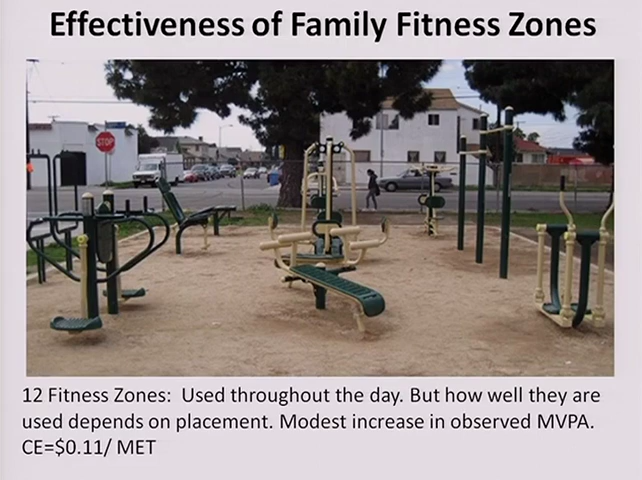 Effectiveness of Family Fitness Zones
STOP
12 Fitness Zones:  Used throughout the day. But how well they are
used depends on placement. Modest increase in observed MVPA.
CE=$0.11/ MET